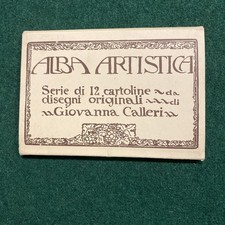 ALBA ARTISTICA
Serie di 12 cartoline da
disegni originali di
Giovanna Calleri